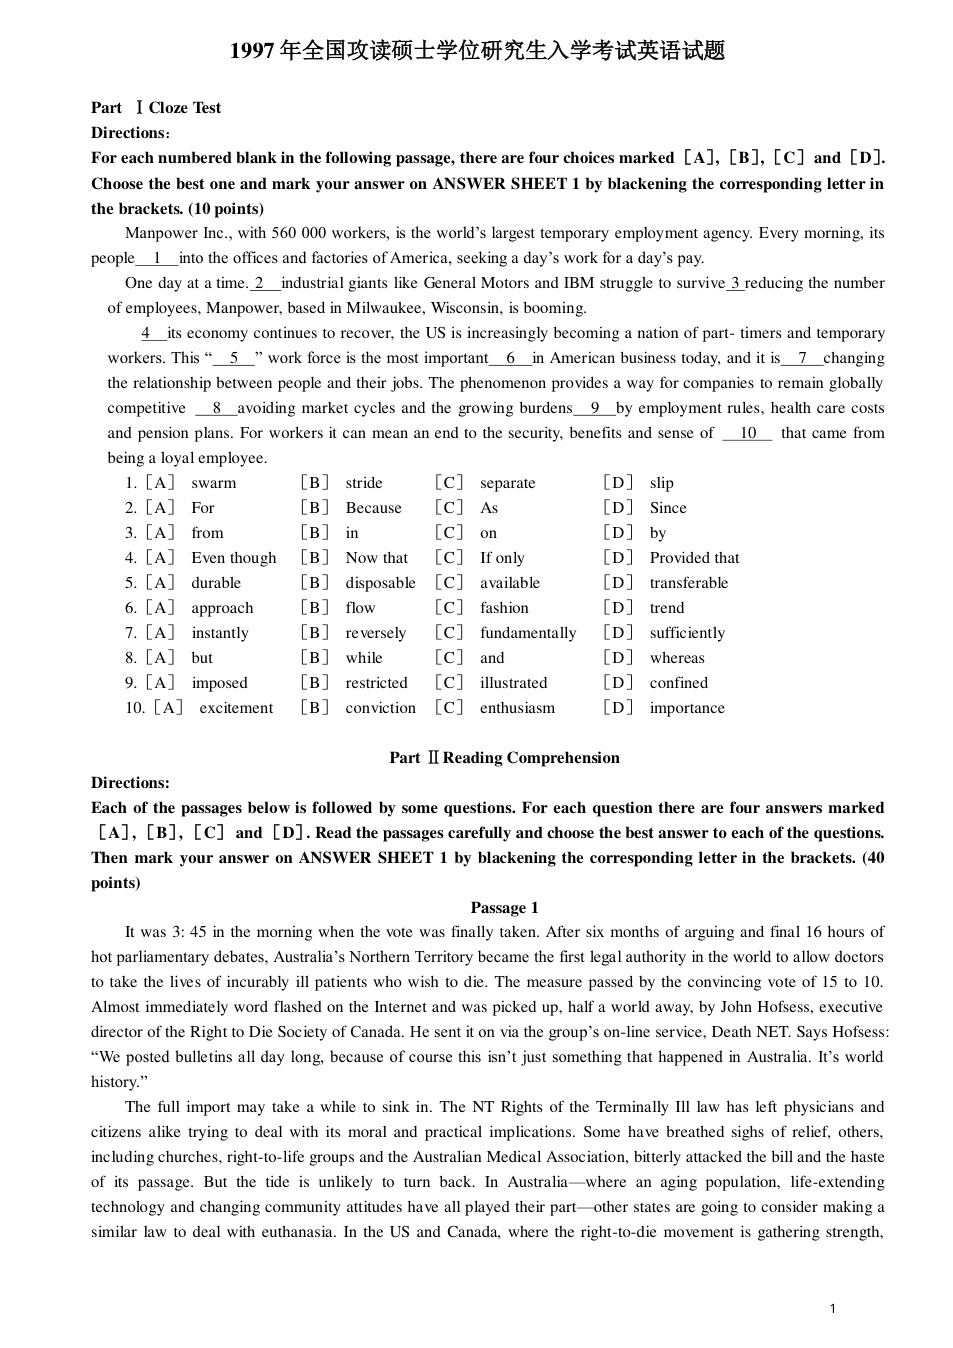 1997 年全国攻读硕士学位研究生入学考试英语试题
Part Ⅰ Cloze Test
Directions：
For each numbered blank in the following passage, there are four choices marked［A］,［B］,［C］ and［D］.
Choose the best one and mark your answer on ANSWER SHEET 1 by blackening the corresponding letter in
the brackets. (10 points)
Manpower Inc., with 560 000 workers, is the world’s largest temporary employment agency. Every morning, its
people__1__into the offices and factories of America, seeking a day’s work for a day’s pay.
One day at a time._2__industrial giants like General Motors and IBM struggle to survive_3_reducing the number
of employees, Manpower, based in Milwaukee, Wisconsin, is booming.
4__its economy continues to recover, the US is increasingly becoming a nation of part- timers and temporary
workers. This “__5__” work force is the most important__6__in American business today, and it is__7__changing
the relationship between people and their jobs. The phenomenon provides a way for companies to remain globally
competitive __8__avoiding market cycles and the growing burdens__9__by employment rules, health care costs
and pension plans. For workers it can mean an end to the security, benefits and sense of __10__ that came from
being a loyal employee.
1.［A］ swarm ［B］ stride ［C］ separate ［D］ slip
2.［A］ For ［B］ Because ［C］ As ［D］ Since
3.［A］ from ［B］ in ［C］ on ［D］ by
4.［A］ Even though ［B］ Now that ［C］ If only ［D］ Provided that
5.［A］ durable ［B］ disposable ［C］ available ［D］ transferable
6.［A］ approach ［B］ flow ［C］ fashion ［D］ trend
7.［A］ instantly ［B］ reversely ［C］ fundamentally ［D］ sufficiently
8.［A］ but ［B］ while ［C］ and ［D］ whereas
9.［A］ imposed ［B］ restricted ［C］ illustrated ［D］ confined
10.［A］ excitement ［B］ conviction ［C］ enthusiasm ［D］ importance
Part Ⅱ Reading Comprehension
Directions:
Each of the passages below is followed by some questions. For each question there are four answers marked
［A］,［B］,［C］ and［D］. Read the passages carefully and choose the best answer to each of the questions.
Then mark your answer on ANSWER SHEET 1 by blackening the corresponding letter in the brackets. (40
points)
Passage 1
It was 3: 45 in the morning when the vote was finally taken. After six months of arguing and final 16 hours of
hot parliamentary debates, Australia’s Northern Territory became the first legal authority in the world to allow doctors
to take the lives of incurably ill patients who wish to die. The measure passed by the convincing vote of 15 to 10.
Almost immediately word flashed on the Internet and was picked up, half a world away, by John Hofsess, executive
director of the Right to Die Society of Canada. He sent it on via the group’s on-line service, Death NET. Says Hofsess:
“We posted bulletins all day long, because of course this isn’t just something that happened in Australia. It’s world
history.”
The full import may take a while to sink in. The NT Rights of the Terminally Ill law has left physicians and
citizens alike trying to deal with its moral and practical implications. Some have breathed sighs of relief, others,
including churches, right-to-life groups and the Australian Medical Association, bitterly attacked the bill and the haste
of its passage. But the tide is unlikely to turn back. In Australia—where an aging population, life-extending
technology and changing community attitudes have all played their part—other states are going to consider making a
similar law to deal with euthanasia. In the US and Canada, where the right-to-die movement is gathering strength,
1